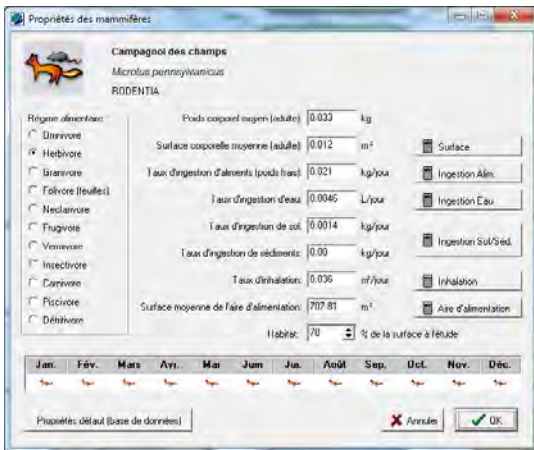 Propriétés des mammifères
Campagnol des champs
Microtus pennsylvanicus
RODENTIA
Régime alimentaire
Omnivore
Herbivore
Granivore
Folivore (feuilles)
Nectarivore
Frugivore
Vermivore
Insectivore
Carnivore
Piscivore
Détritivore
Poids corporel moyen (adulte): 0.033 kg
Surface corporelle moyenne (adulte): 0.012 m² Surface
Taux d'ingestion d'aliments (poids frais): 0.021 kg/jour Ingestion Alim.
Taux d'ingestion d'eau: 0.0046 L/jour Ingestion Eau
Taux d'ingestion de sol: 0.0014 kg/jour
Ingestion Sol/Séd.
Taux d'ingestion de sédiments: 0.00 kg/jour
Taux d'inhalation: 0.036 m³/jour Inhalation
Surface moyenne de l'aire d'alimentation: 707.81 m² Aire d'alimentation
Habitat: 70 % de la surface à l'étude
Jan. Fév. Mars Avr. Mai Juin Jui. Août Sep. Oct. Nov. Déc.
Propriétés défaut (base de données) Annuler OK